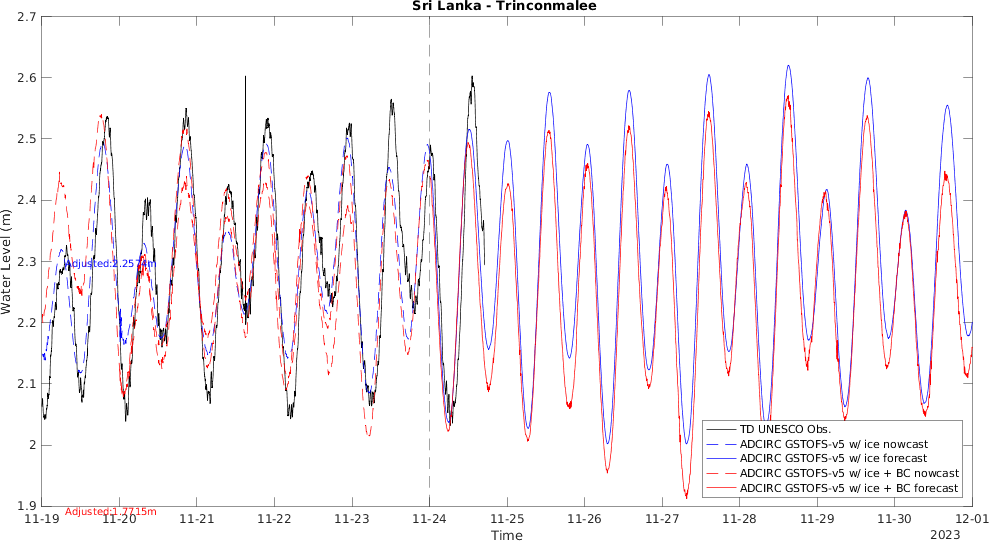 Sri Lanka - Trinconmalee
2.7
2.6
2.5
2.4
2.3
2.2
2.1
2
1.9
Water Level (m)
Adjusted:2.2574m
Adjusted:1.7715m
TD UNESCO Obs.
ADCIRC GSTOFS-v5 w/ ice nowcast
ADCIRC GSTOFS-v5 w/ ice forecast
ADCIRC GSTOFS-v5 w/ ice + BC nowcast
ADCIRC GSTOFS-v5 w/ ice + BC forecast
11-19 11-20 11-21 11-22 11-23 11-24 11-25 11-26 11-27 11-28 11-29 11-30 12-01
Time
2023